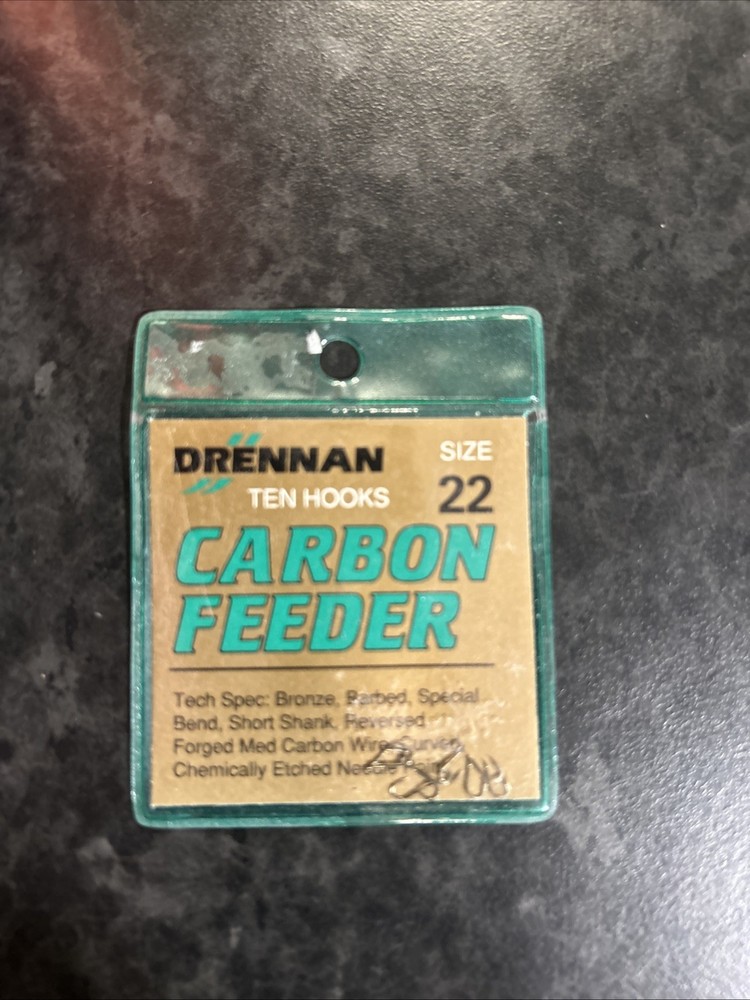 DRENNAN
SIZE
TEN HOOKS
22
CARBON
FEEDER
Tech Spec: Bronze, Barbed, Special
Bend, Short Shank, Reversed
Forged Med Carbon Wire, Curved,
Chemically Etched Needle Point